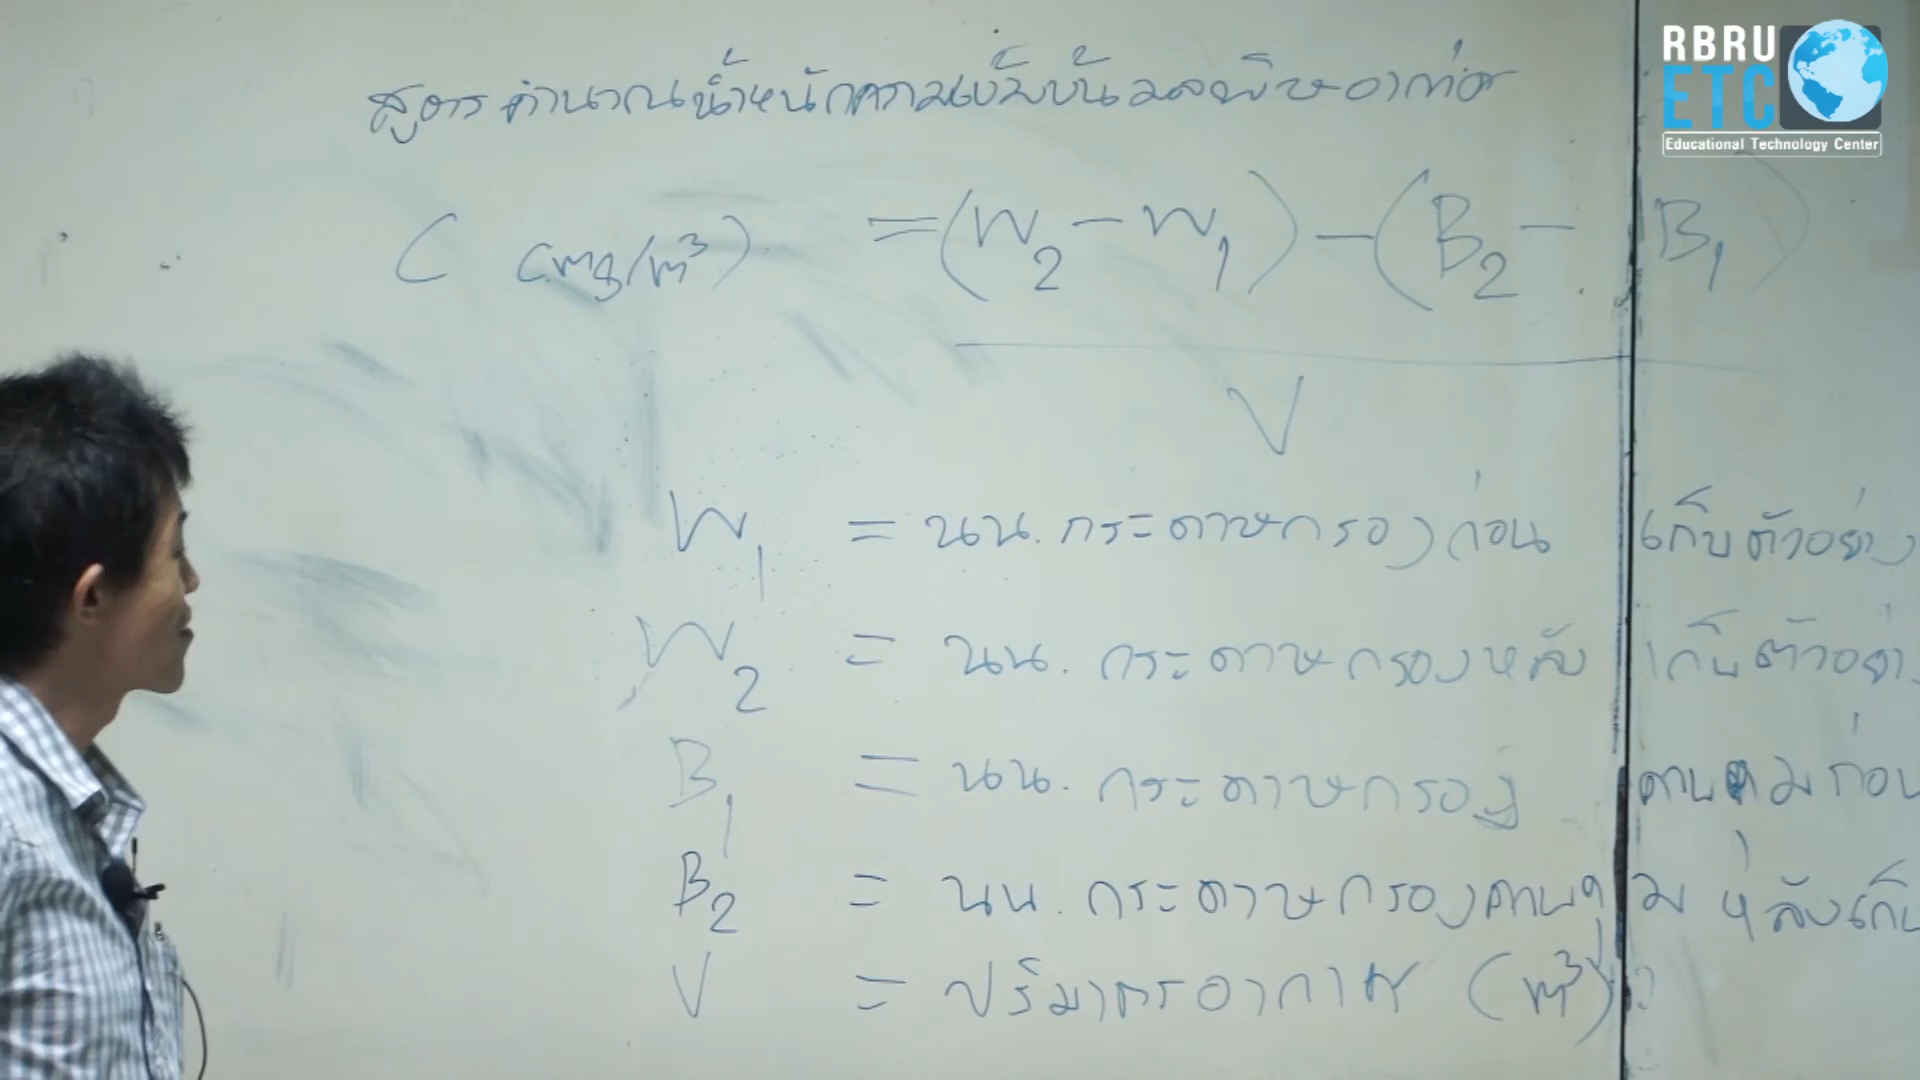 RBRU
ETC
Educational Technology Center
สูตรคำนวณน้ำหนักความเข้มข้นมลพิษอากาศ
C (mg/m³) = (W₂ - W₁) - (B₂ - B₁)
V
W₁ = นน. กระดาษกรองก่อน เก็บตัวอย่าง
W₂ = นน. กระดาษกรองหลัง เก็บตัวอย่าง
B₁ = นน. กระดาษกรอง ควบคุมก่อน
B₂ = นน. กระดาษกรองควบคุม หลังเก็บ
V = ปริมาตรอากาศ (m³)